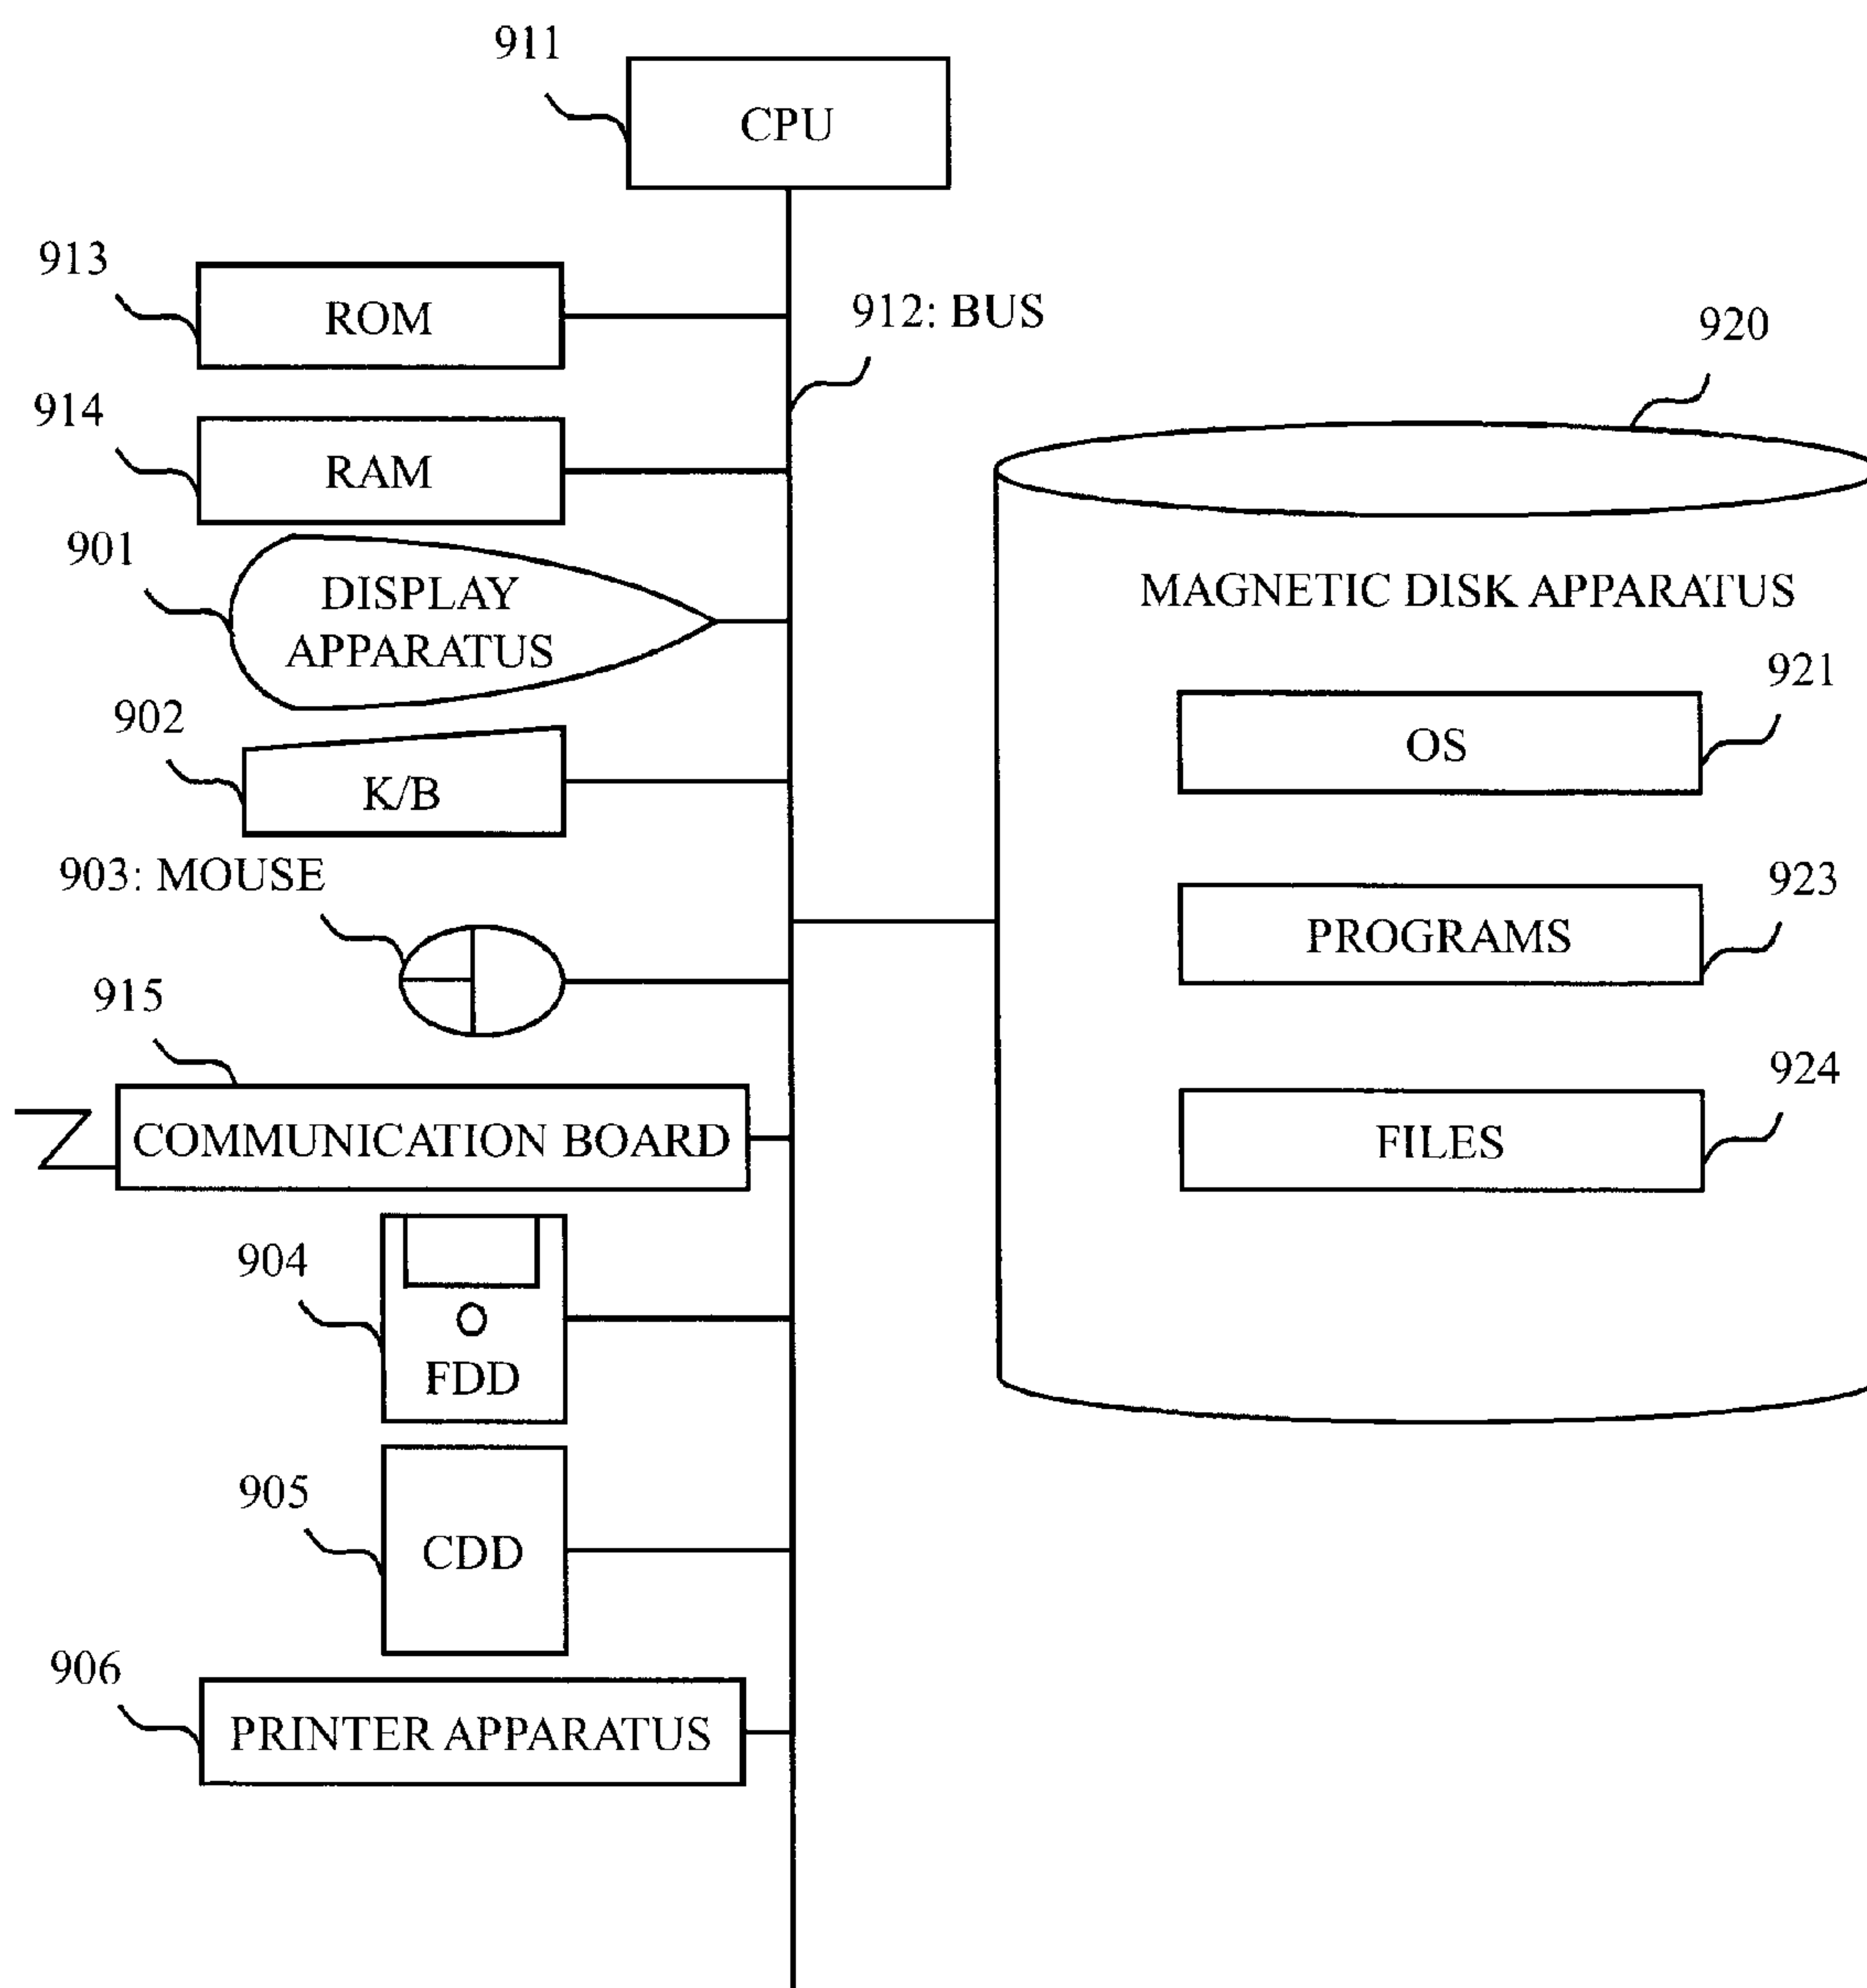 911
CPU
913
ROM
912: BUS
920
914
RAM
901
DISPLAY
APPARATUS
MAGNETIC DISK APPARATUS
902
K/B
921
OS
903: MOUSE
923
PROGRAMS
915
COMMUNICATION BOARD
924
FILES
904
FDD
905
CDD
906
PRINTER APPARATUS